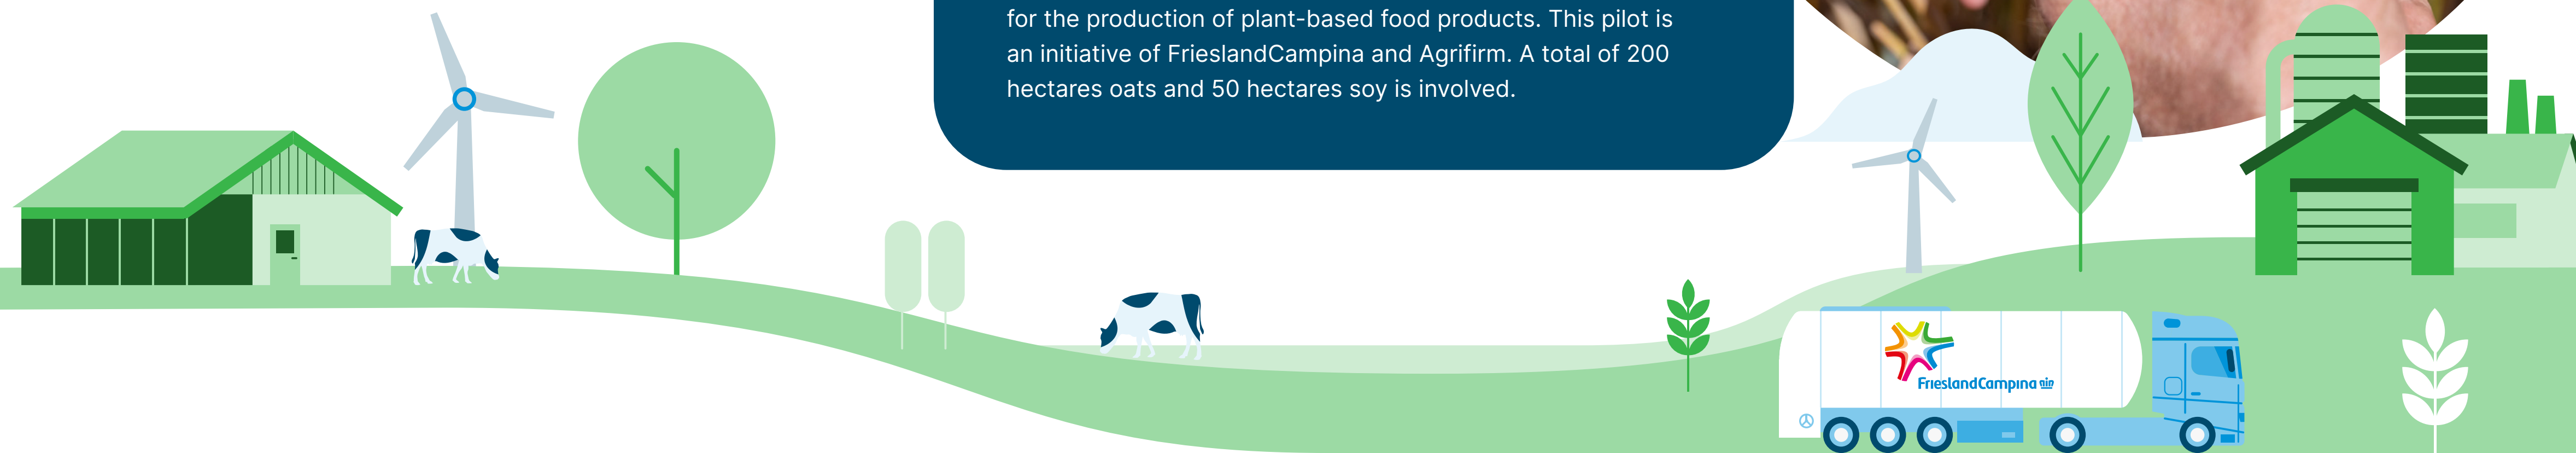 for the production of plant-based food products. This pilot is
an initiative of FrieslandCampina and Agrifirm. A total of 200
hectares oats and 50 hectares soy is involved.
FrieslandCampina